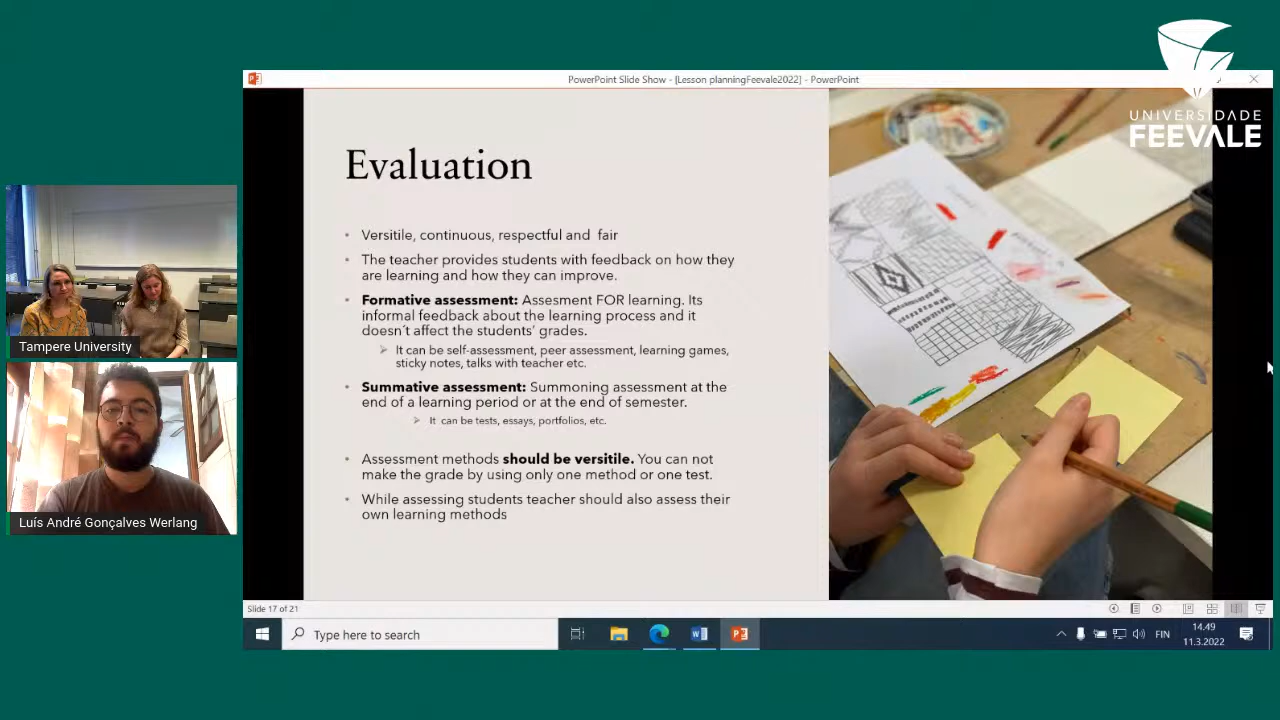 PowerPoint Slide Show - [Lesson planningFeevale2022] - PowerPoint
UNIVERSIDADE
FEEVALE
Evaluation
• Versitile, continuous, respectful and fair
• The teacher provides students with feedback on how they
are learning and how they can improve.
• Formative assessment: Assesment FOR learning. Its
informal feedback about the learning process and it
doesn´t affect the students' grades.
It can be self-assessment, peer assessment, learning games,
sticky notes, talks with teacher etc.
• Summative assessment: Summoning assessment at the
end of a learning period or at the end of semester.
It can be tests, essays, portfolios, etc.
• Assessment methods should be versitile. You can not
make the grade by using only one method or one test.
• While assessing students teacher should also assess their
own learning methods
Tampere University
Luís André Gonçalves Werlang
Slide 17 of 21
Type here to search
FIN
14.49
11.3.2022